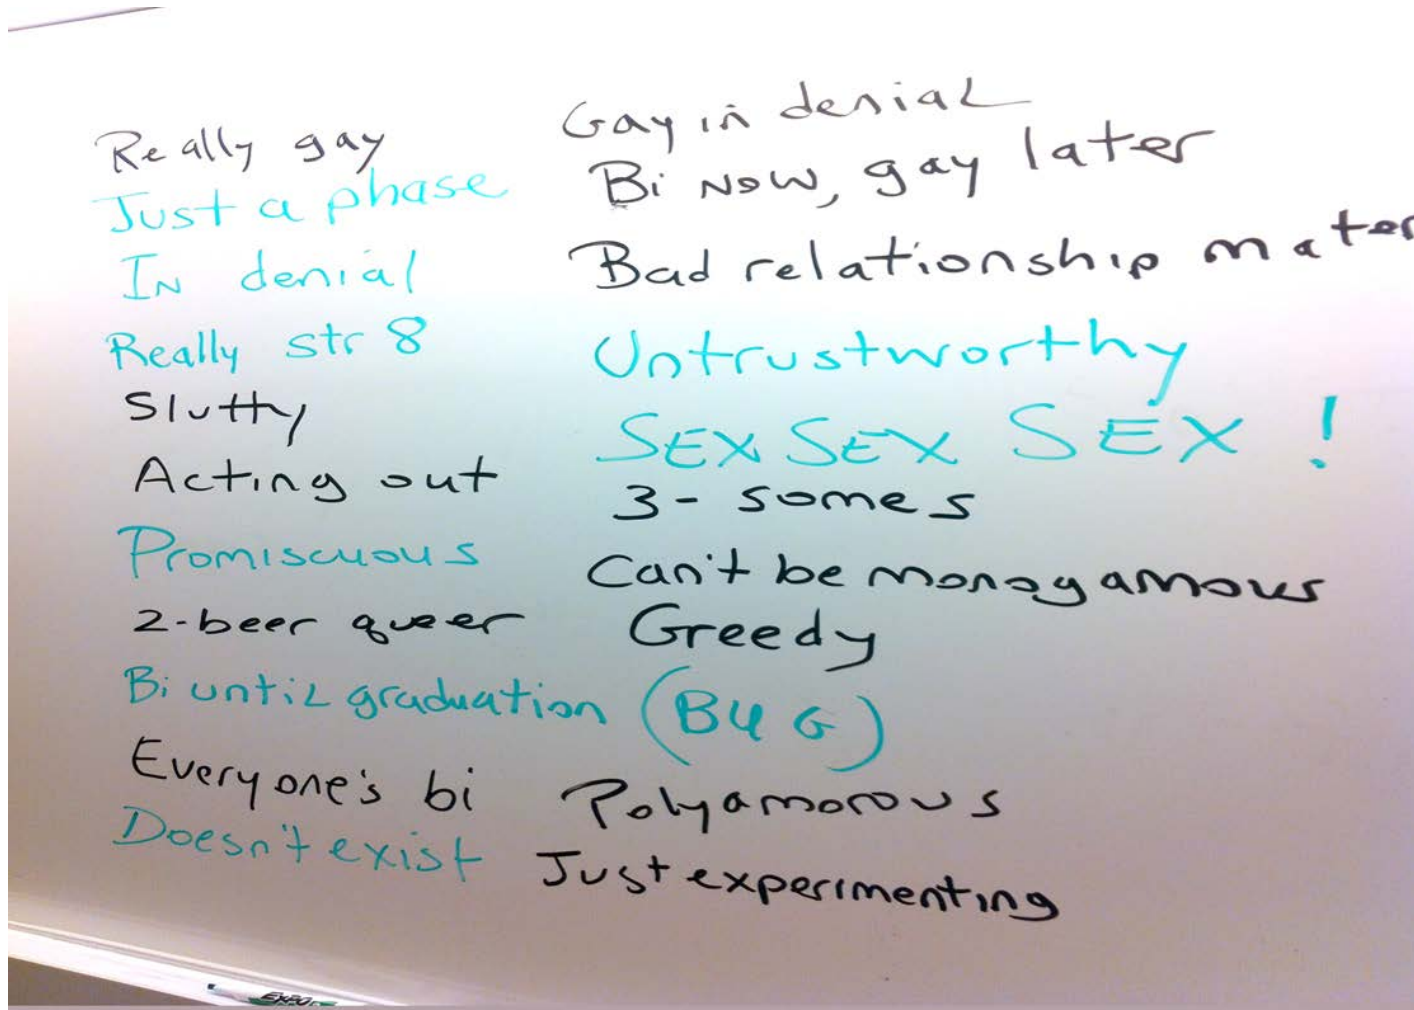 Really gay
Just a phase
In denial
Really str 8
Slutty
Acting out
Promiscuous
2-beer queer
Bi until graduation (BUG)
Everyone's bi
Doesn't exist
Gay in denial
Bi now, gay later
Bad relationship mater
Untrustworthy
SEX SEX SEX!
3-somes
Can't be monogamous
Greedy
Polyamorous
Just experimenting
EXPO